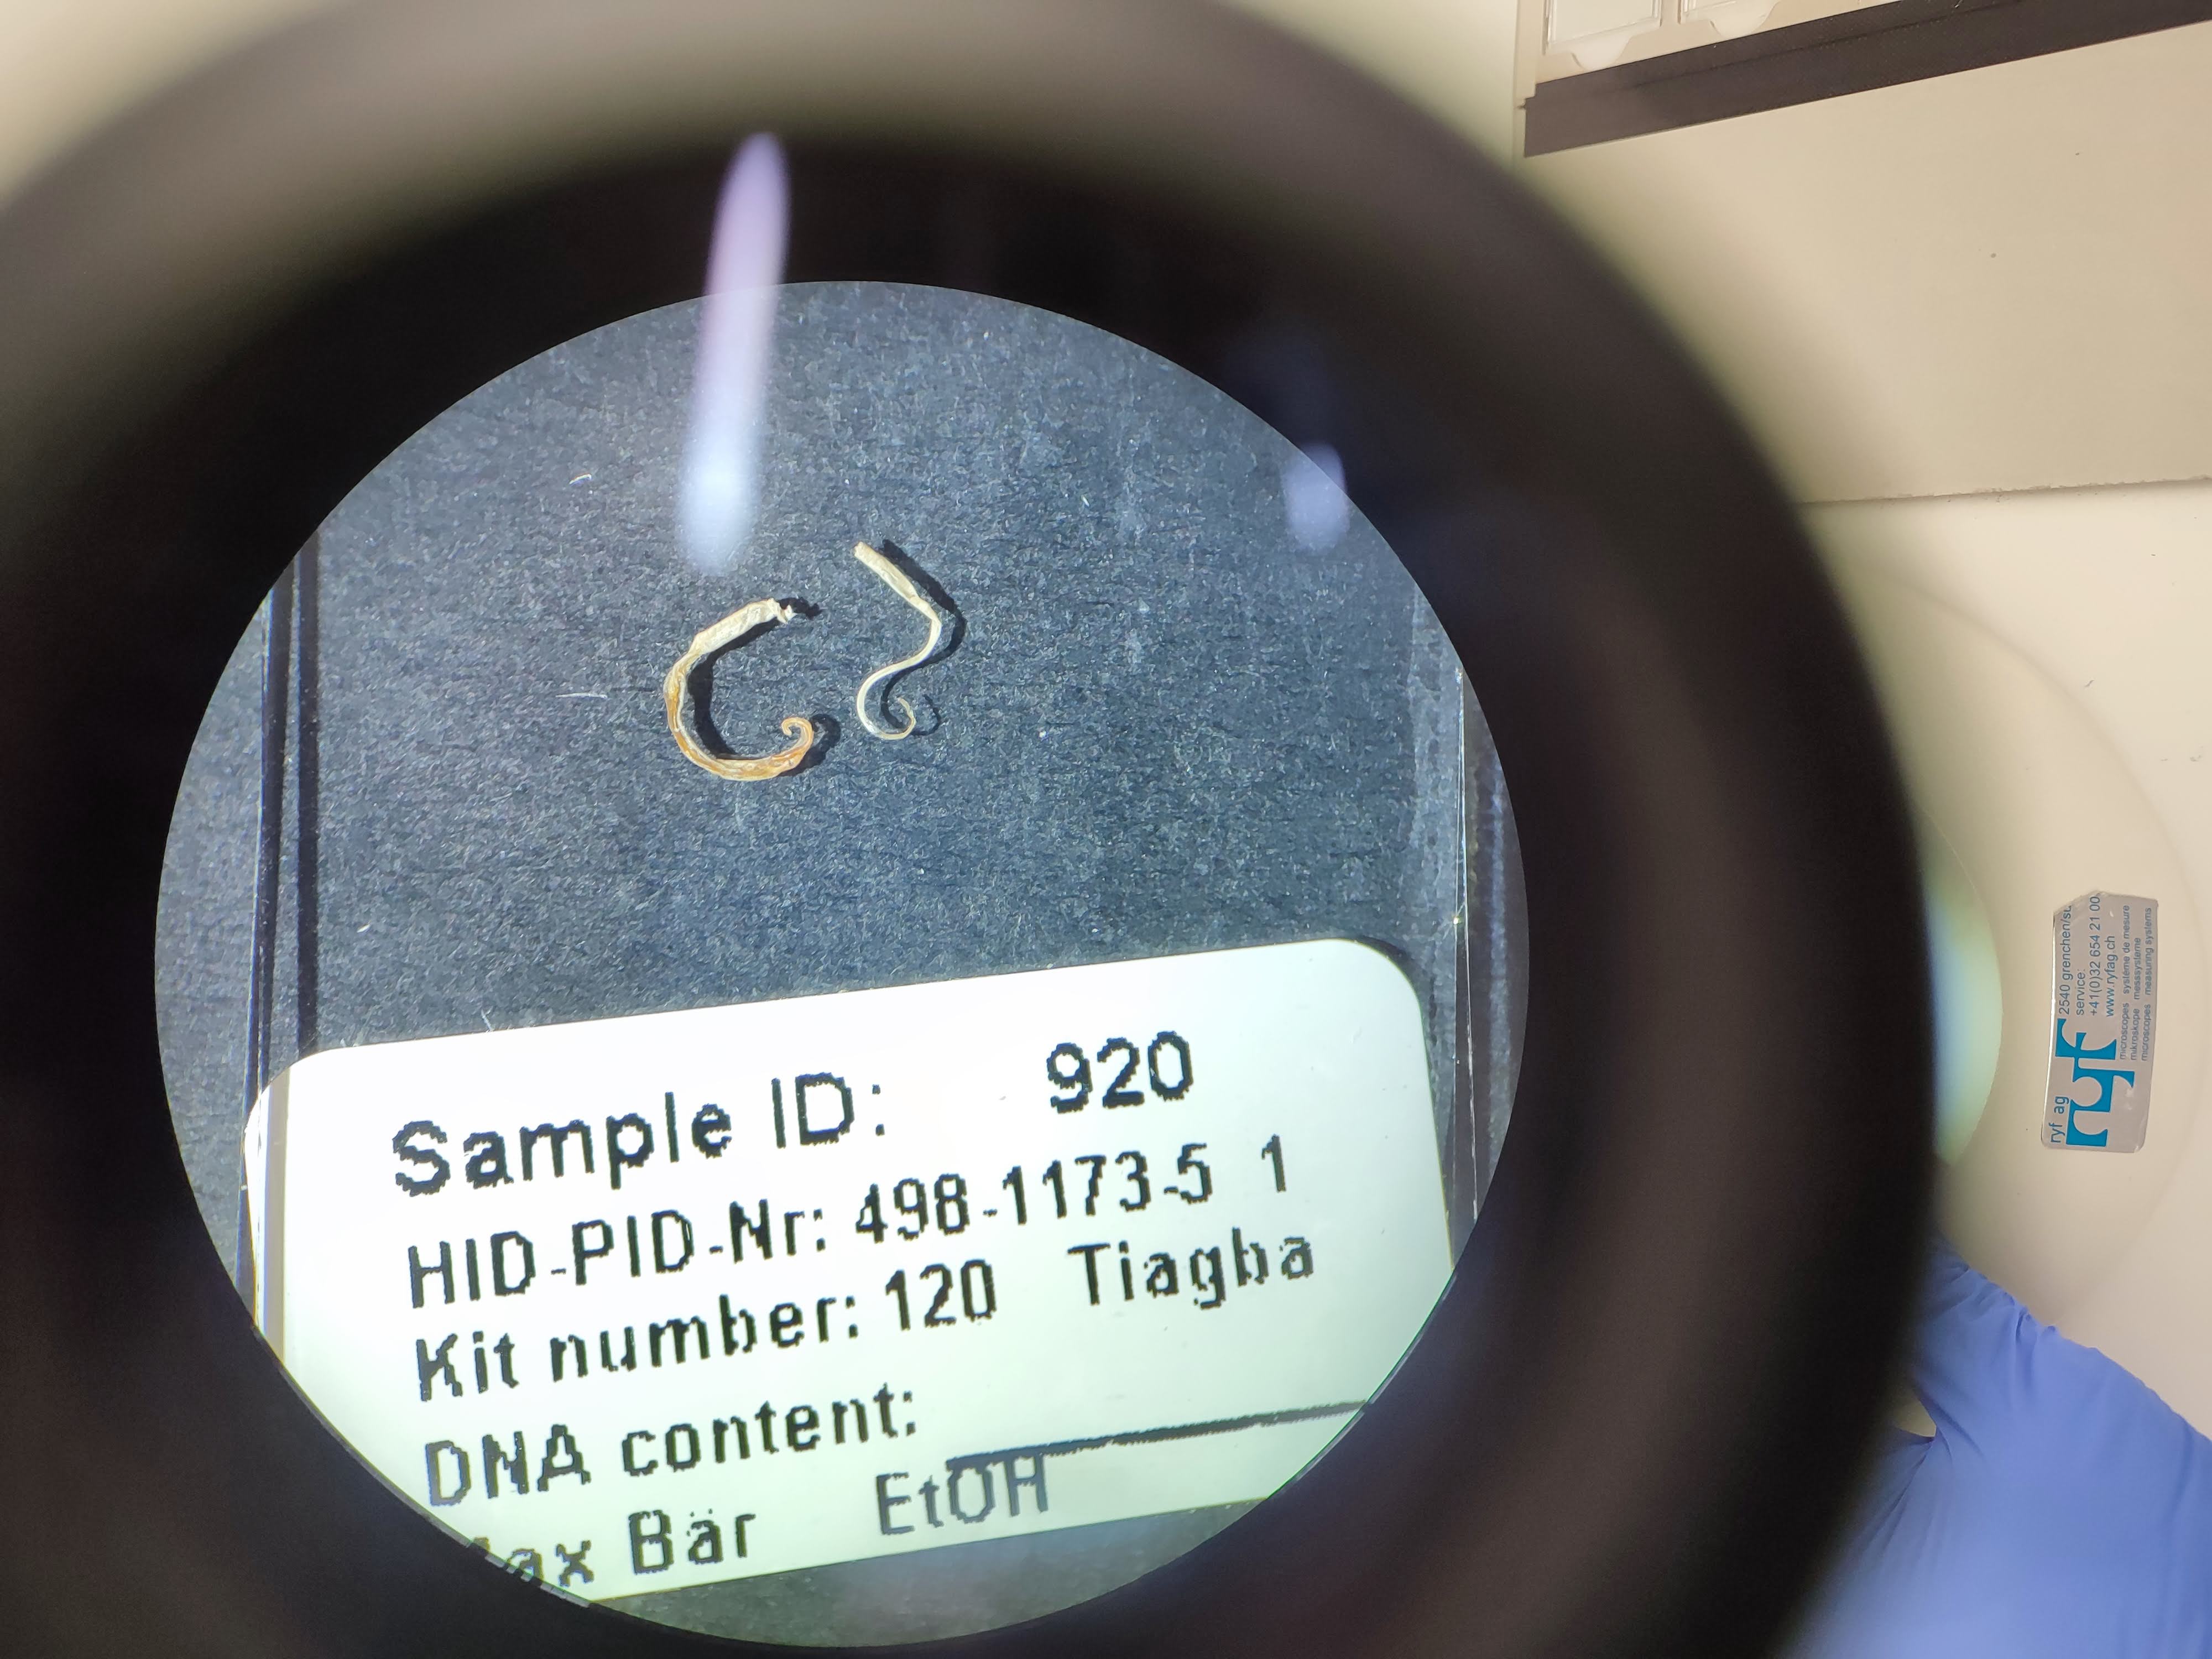 Sample ID: 920
HID-PID-Nr: 498-1173-5 1
Kit number: 120 Tiagba
DNA content:
Bär EtOH
ryf ag
ryf
2540 grenchen/
service:
+41(0)32 654 21 00
www.ryfag.ch
microscopes système de mesure
mikroskope messsysteme
microscopes measuring systems